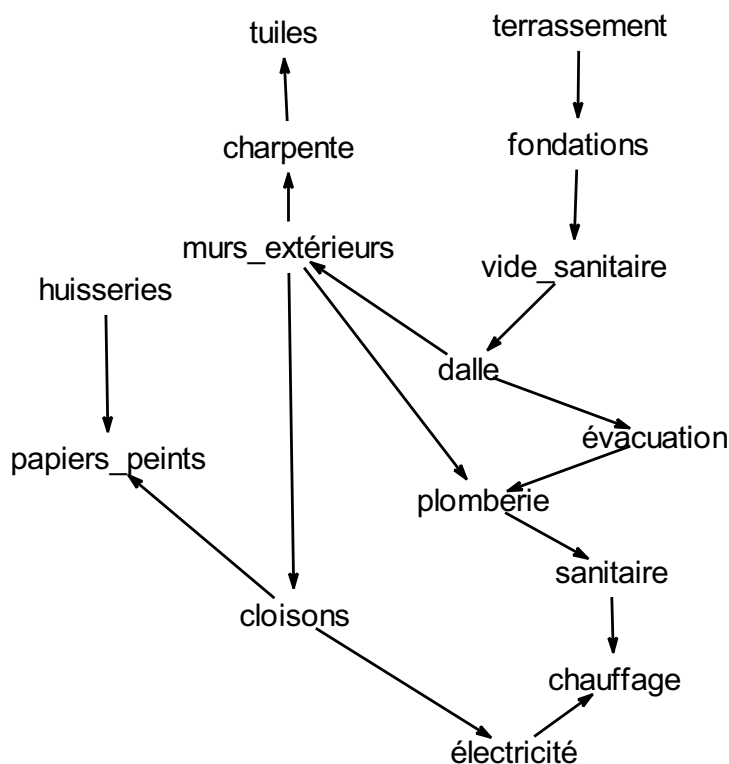 terrassement
tuiles
fondations
charpente
murs_extérieurs
vide_sanitaire
huisseries
dalle
évacuation
papiers_peints
plomberie
sanitaire
cloisons
chauffage
électricité